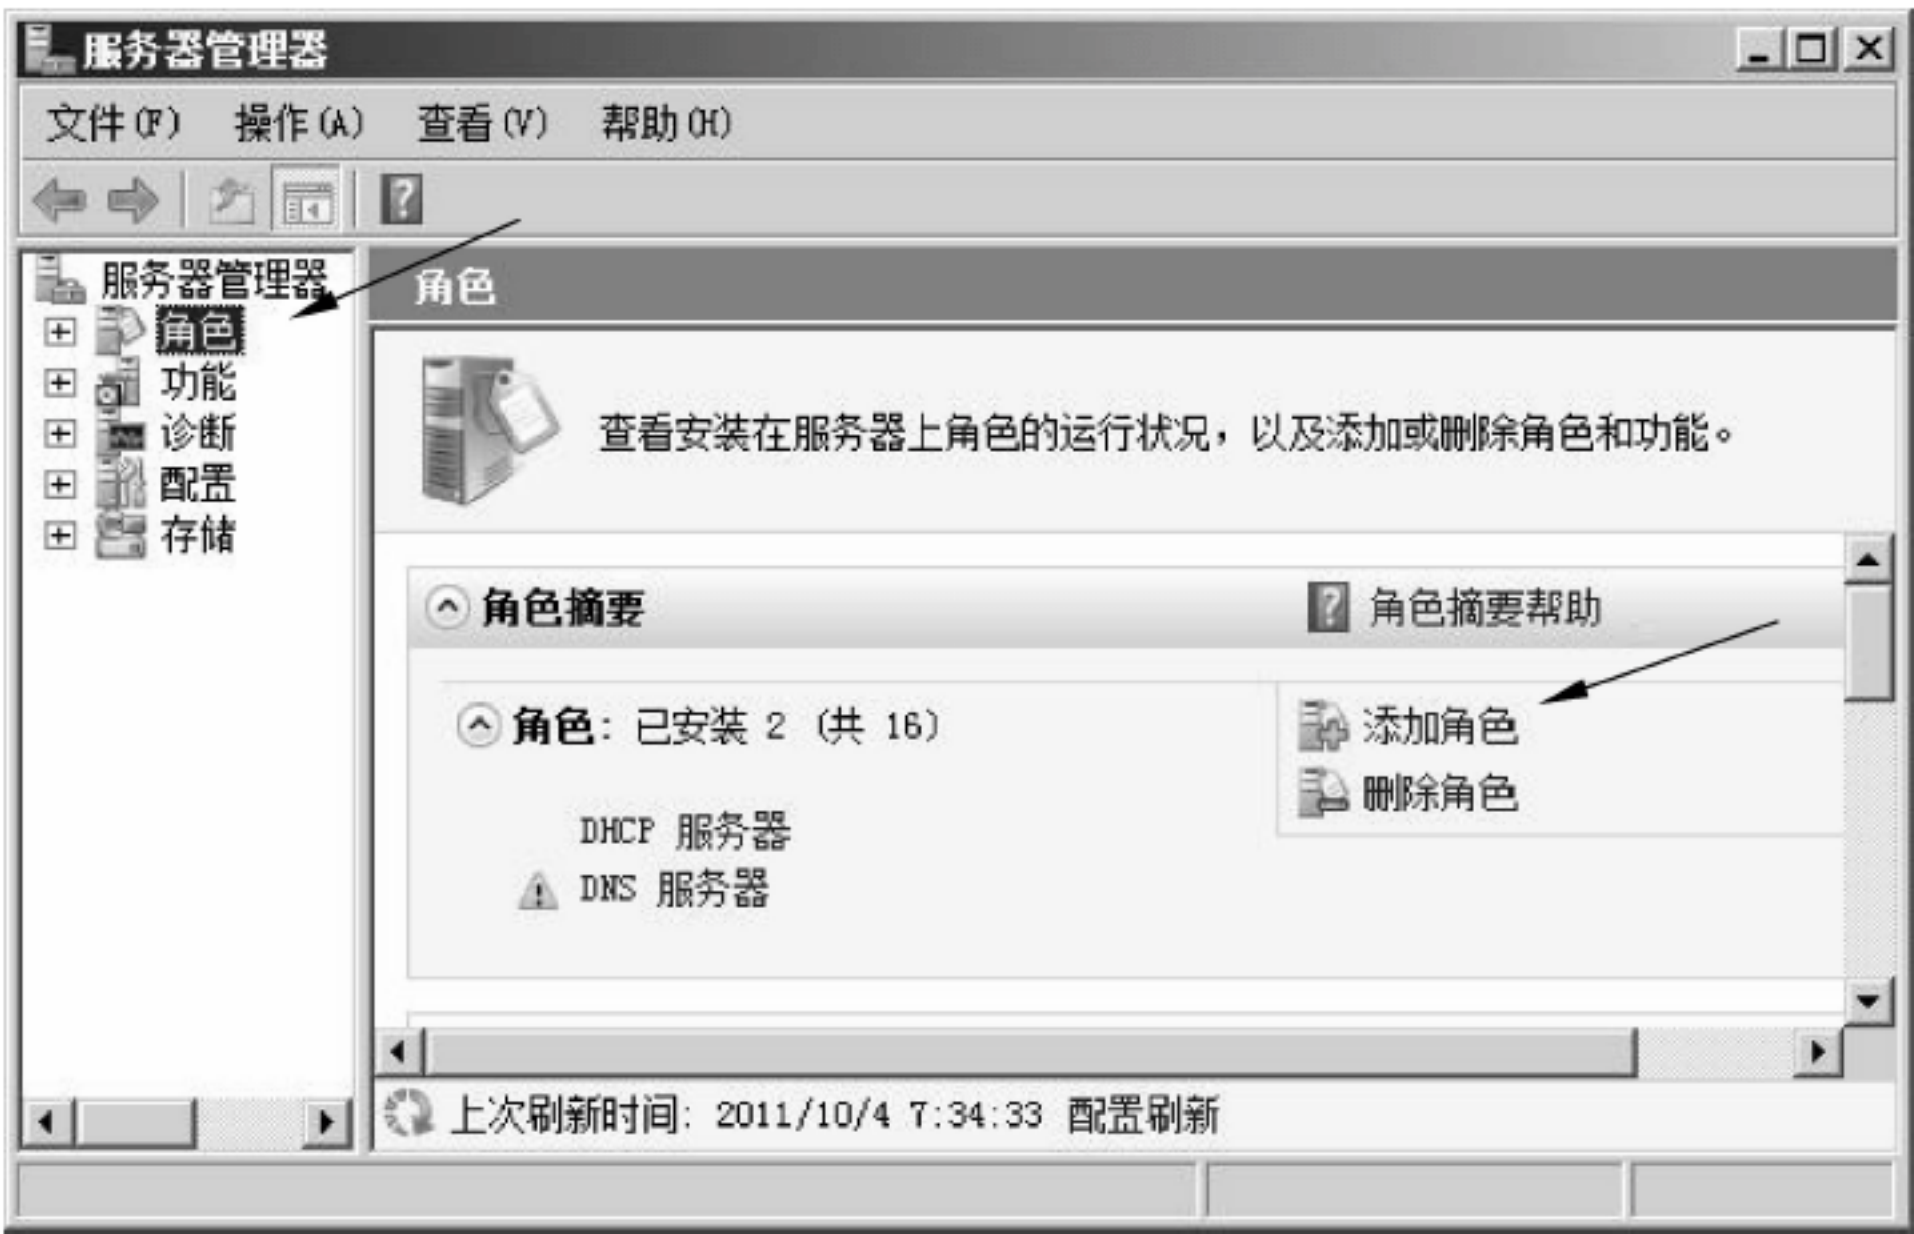 服务器管理器
文件(F) 操作(A) 查看(V) 帮助(H)
服务器管理器
角色
功能
诊断
配置
存储
角色
查看安装在服务器上角色的运行状况，以及添加或删除角色和功能。
角色摘要 角色摘要帮助
角色: 已安装 2 (共 16) 添加角色
删除角色
DHCP 服务器
DNS 服务器
上次刷新时间: 2011/10/4 7:34:33 配置刷新